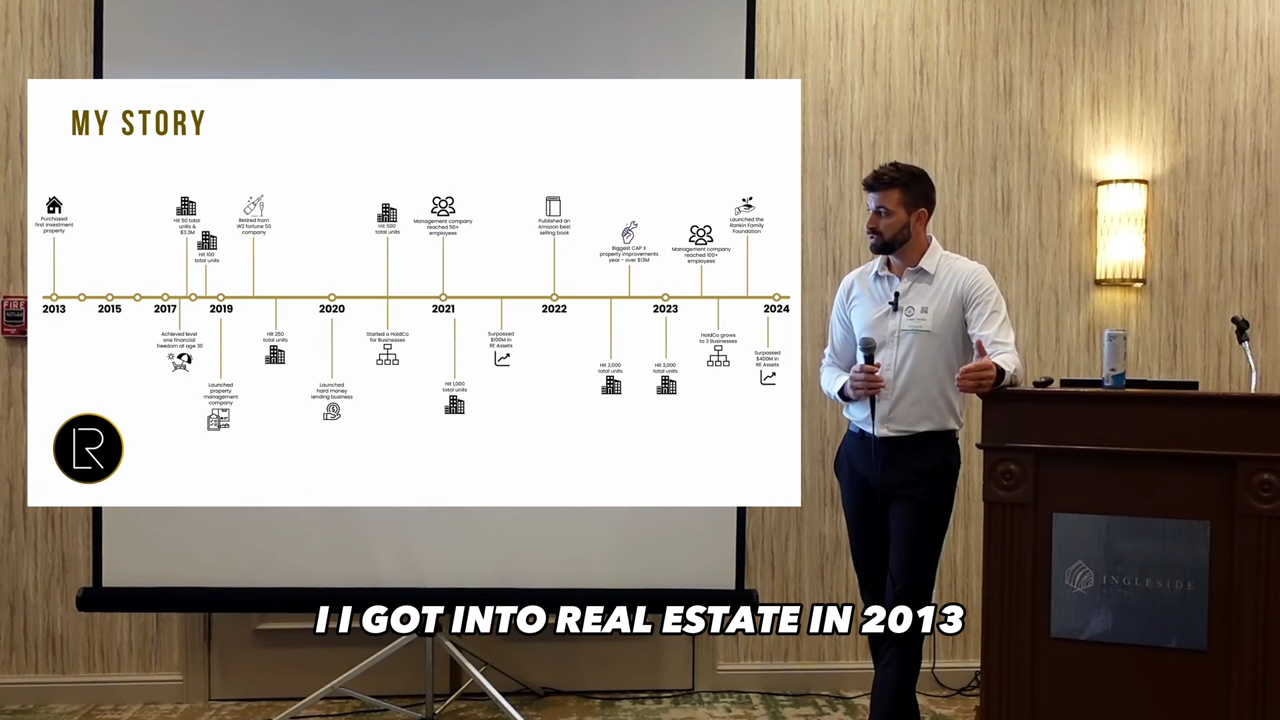 MY STORY
Purchased
first investment
property
Hit 50 total
units &
$3.3M
Hit 100
total units
Retired from
W2 fortune 50
company
Hit 500
total units
Management company
reached 50+
employees
Published an
Amazon best
selling book
Biggest CAP X
property improvements
year - over $13M
Management company
reached 100+
employees
Launched the
Rankin Family
Foundation
2013
2015
2017
2019
2020
2021
2022
2023
2024
Achieved level
one financial
freedom at age 30
Launched
property
management
company
Hit 250
total units
Launched
hard money
lending business
Started a HoldCo
for Businesses
Hit 1,000
total units
Surpassed
$100M in
RE Assets
Hit 2,000
total units
Hit 3,000
total units
HoldCo grows
to 3 Businesses
Surpassed
$400M in
RE Assets
LR
FIRE
INGLESIDE
I I GOT INTO REAL ESTATE IN 2013